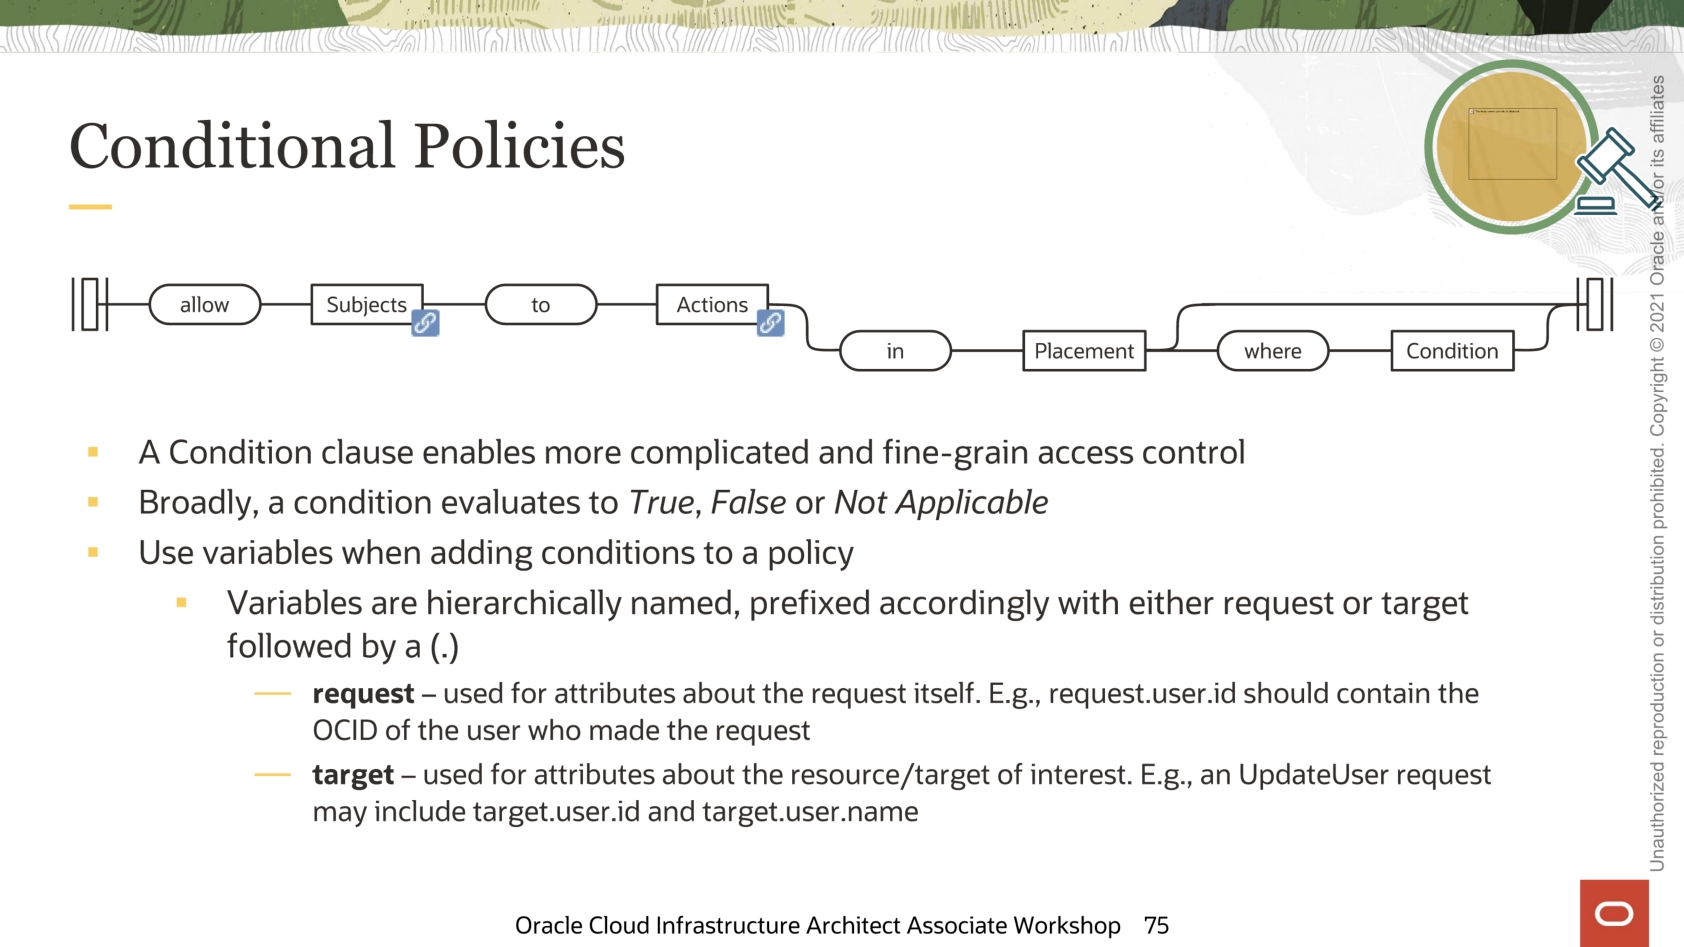 Conditional Policies
allow
Subjects
to
Actions
in
Placement
where
Condition
A Condition clause enables more complicated and fine-grain access control
Broadly, a condition evaluates to True, False or Not Applicable
Use variables when adding conditions to a policy
Variables are hierarchically named, prefixed accordingly with either request or target
followed by a (.)
request – used for attributes about the request itself. E.g., request.user.id should contain the
OCID of the user who made the request
target – used for attributes about the resource/target of interest. E.g., an UpdateUser request
may include target.user.id and target.user.name
Oracle Cloud Infrastructure Architect Associate Workshop 75
Unauthorized reproduction or distribution prohibited. Copyright © 2021 Oracle and/or its affiliates